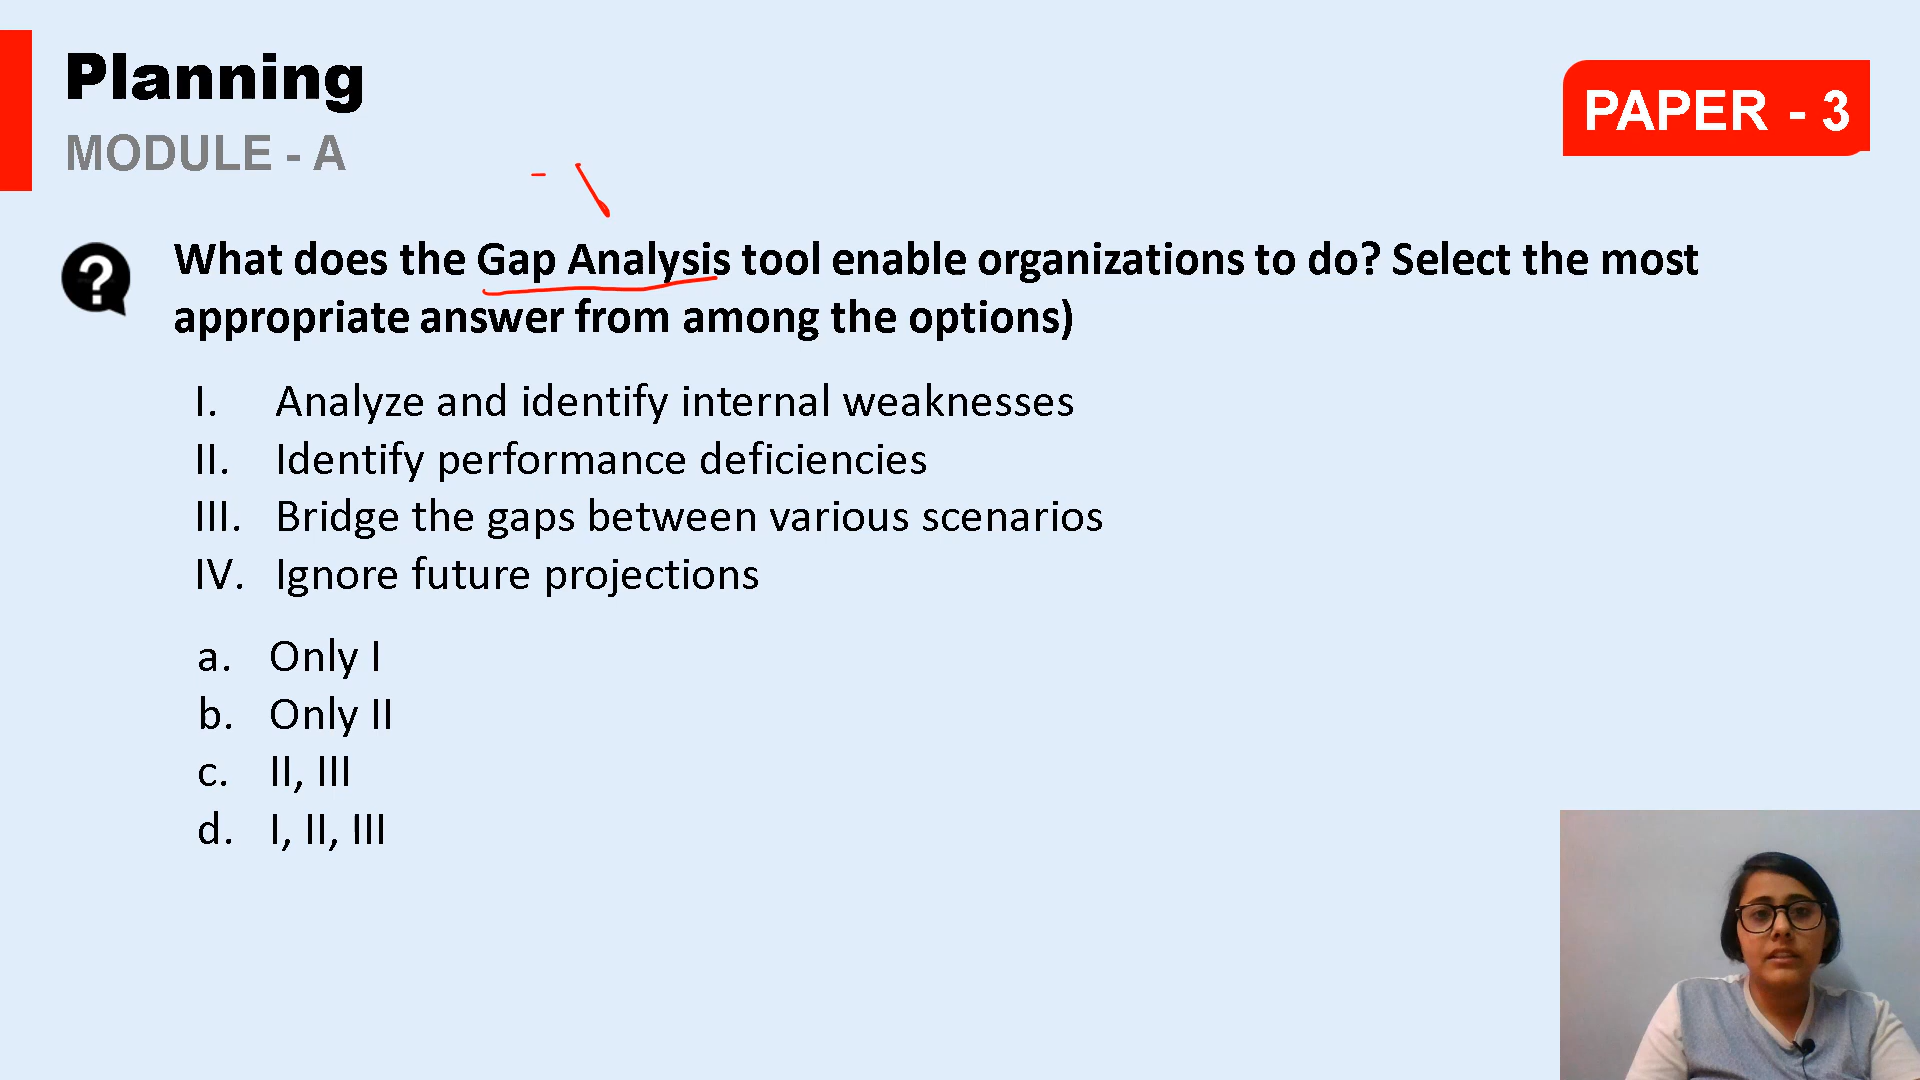 Planning
MODULE - A
PAPER - 3
What does the Gap Analysis tool enable organizations to do? Select the most
appropriate answer from among the options)
I. Analyze and identify internal weaknesses
II. Identify performance deficiencies
III. Bridge the gaps between various scenarios
IV. Ignore future projections
a. Only I
b. Only II
c. II, III
d. I, II, III